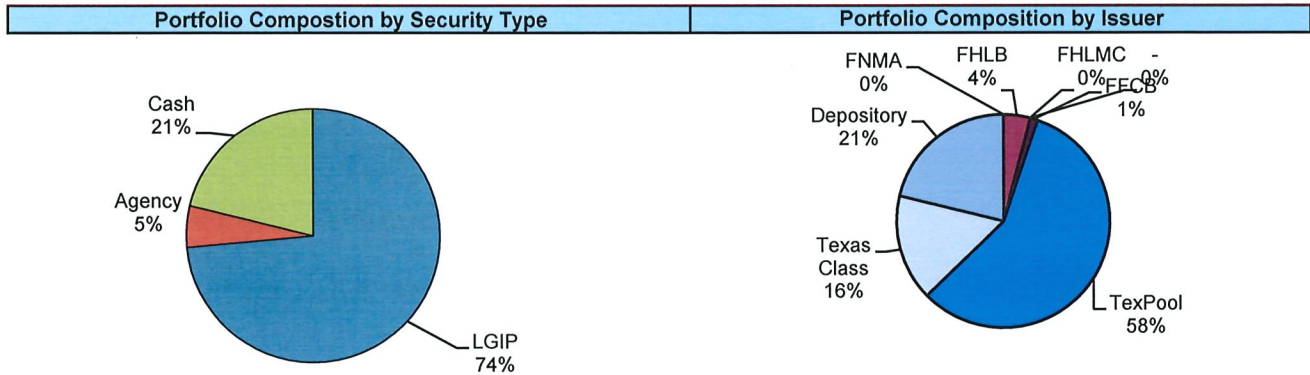 Portfolio Compostion by Security Type
Portfolio Composition by Issuer
Cash
21%
Agency
5%
LGIP
74%
FNMA
0%
FHLB
4%
FHLMC
0%
-
0%
FFCB
1%
Depository
21%
Texas
Class
16%
TexPool
58%